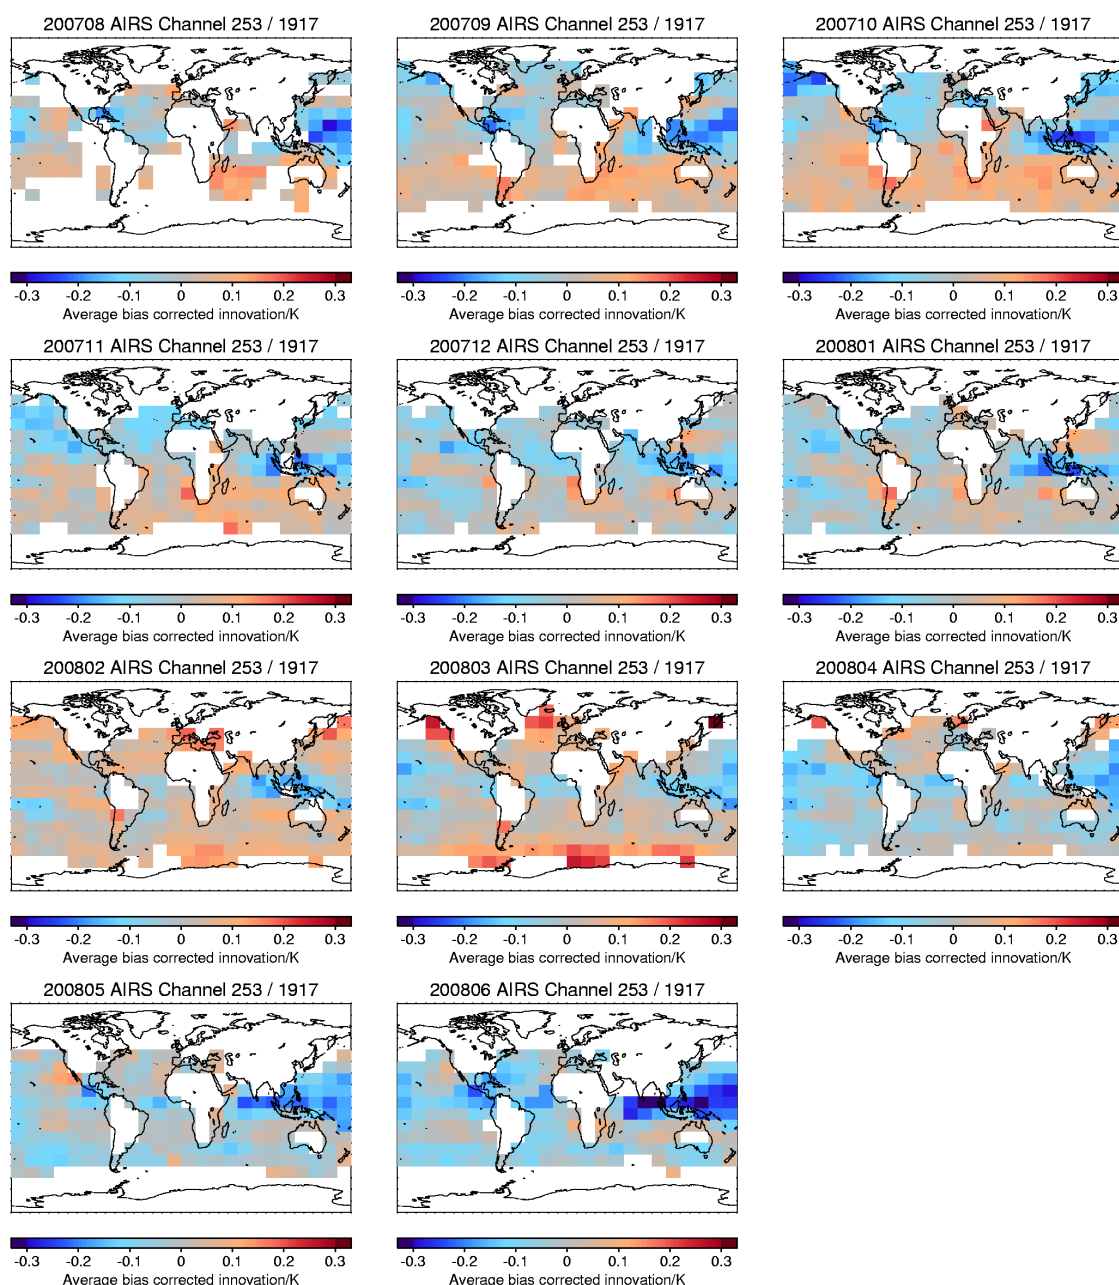 200708 AIRS Channel 253 / 1917
200709 AIRS Channel 253 / 1917
200710 AIRS Channel 253 / 1917
-0.3 -0.2 -0.1 0 0.1 0.2 0.3
-0.3 -0.2 -0.1 0 0.1 0.2 0.3
-0.3 -0.2 -0.1 0 0.1 0.2 0.3
Average bias corrected innovation/K
Average bias corrected innovation/K
Average bias corrected innovation/K
200711 AIRS Channel 253 / 1917
200712 AIRS Channel 253 / 1917
200801 AIRS Channel 253 / 1917
-0.3 -0.2 -0.1 0 0.1 0.2 0.3
-0.3 -0.2 -0.1 0 0.1 0.2 0.3
-0.3 -0.2 -0.1 0 0.1 0.2 0.3
Average bias corrected innovation/K
Average bias corrected innovation/K
Average bias corrected innovation/K
200802 AIRS Channel 253 / 1917
200803 AIRS Channel 253 / 1917
200804 AIRS Channel 253 / 1917
-0.3 -0.2 -0.1 0 0.1 0.2 0.3
-0.3 -0.2 -0.1 0 0.1 0.2 0.3
-0.3 -0.2 -0.1 0 0.1 0.2 0.3
Average bias corrected innovation/K
Average bias corrected innovation/K
Average bias corrected innovation/K
200805 AIRS Channel 253 / 1917
200806 AIRS Channel 253 / 1917
-0.3 -0.2 -0.1 0 0.1 0.2 0.3
-0.3 -0.2 -0.1 0 0.1 0.2 0.3
Average bias corrected innovation/K
Average bias corrected innovation/K